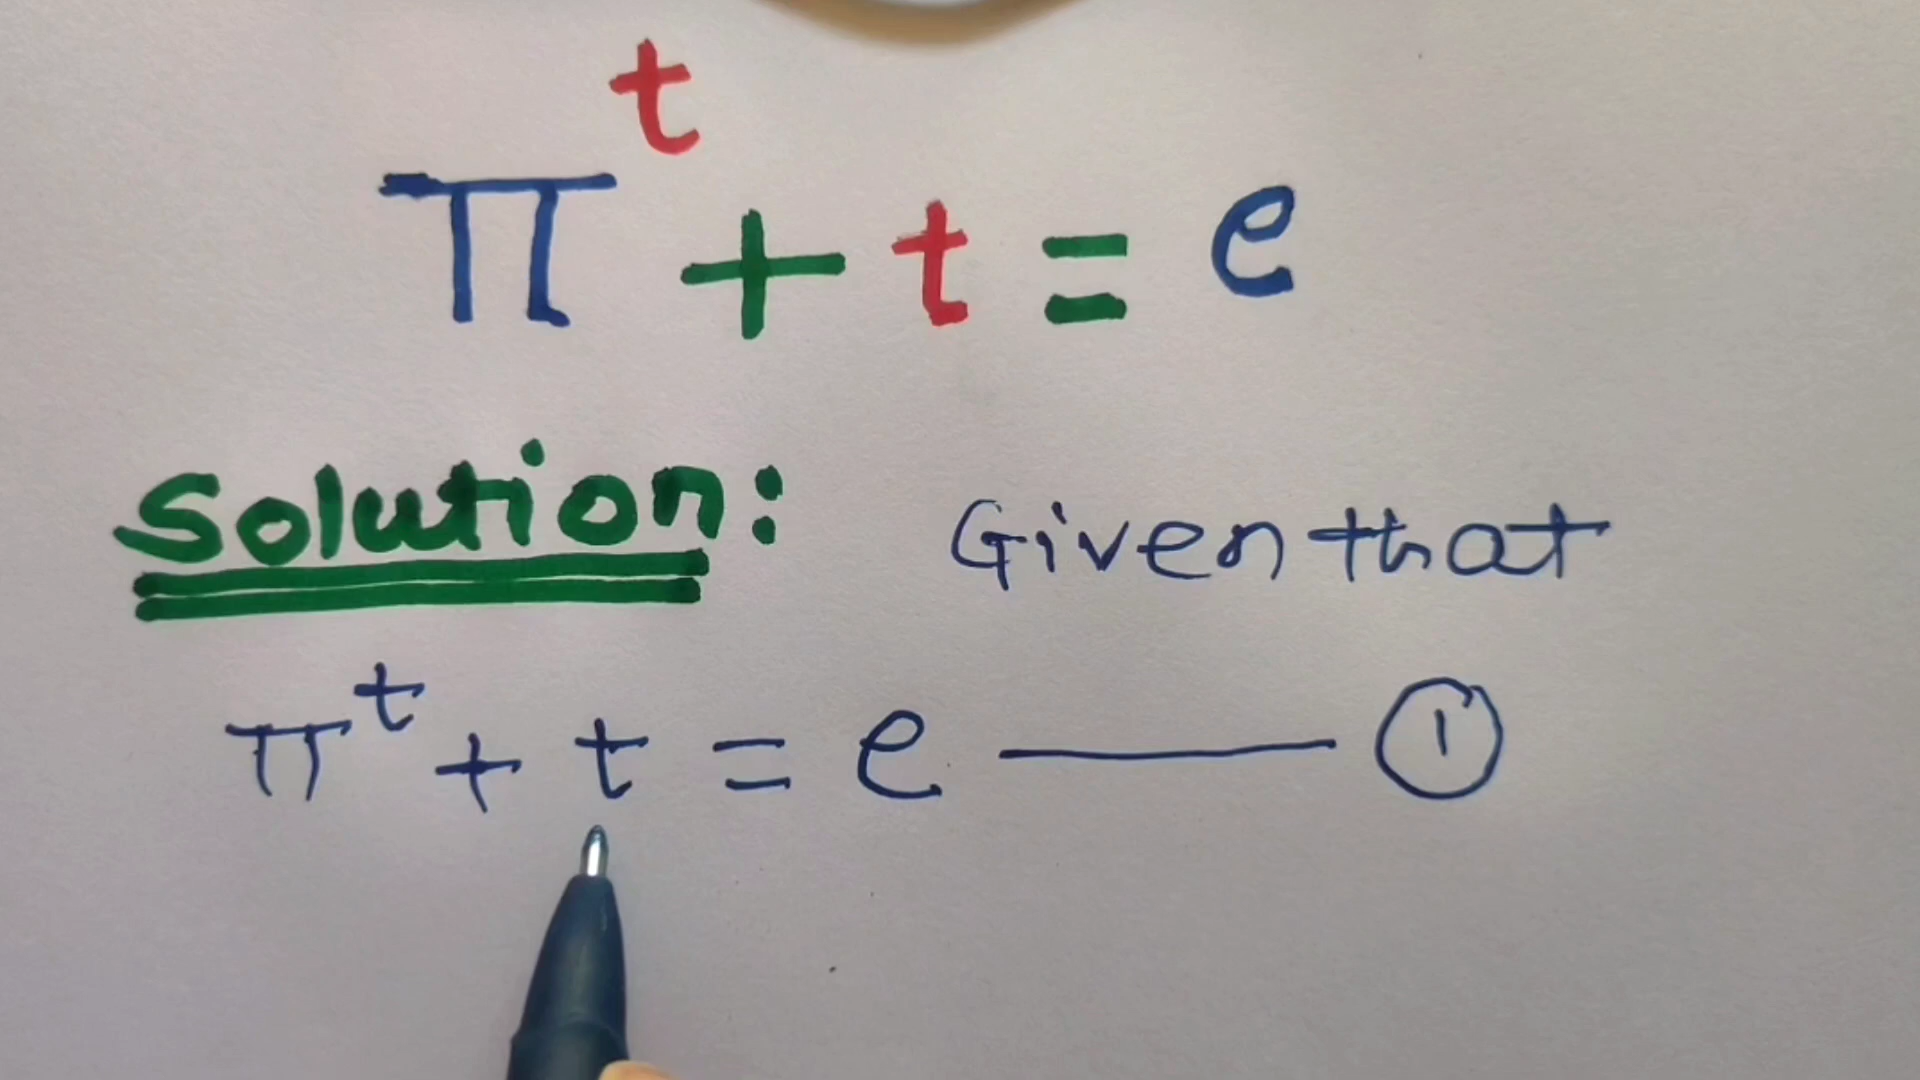 π^t + t = e
Solution: Given that
π^t + t = e —— ①